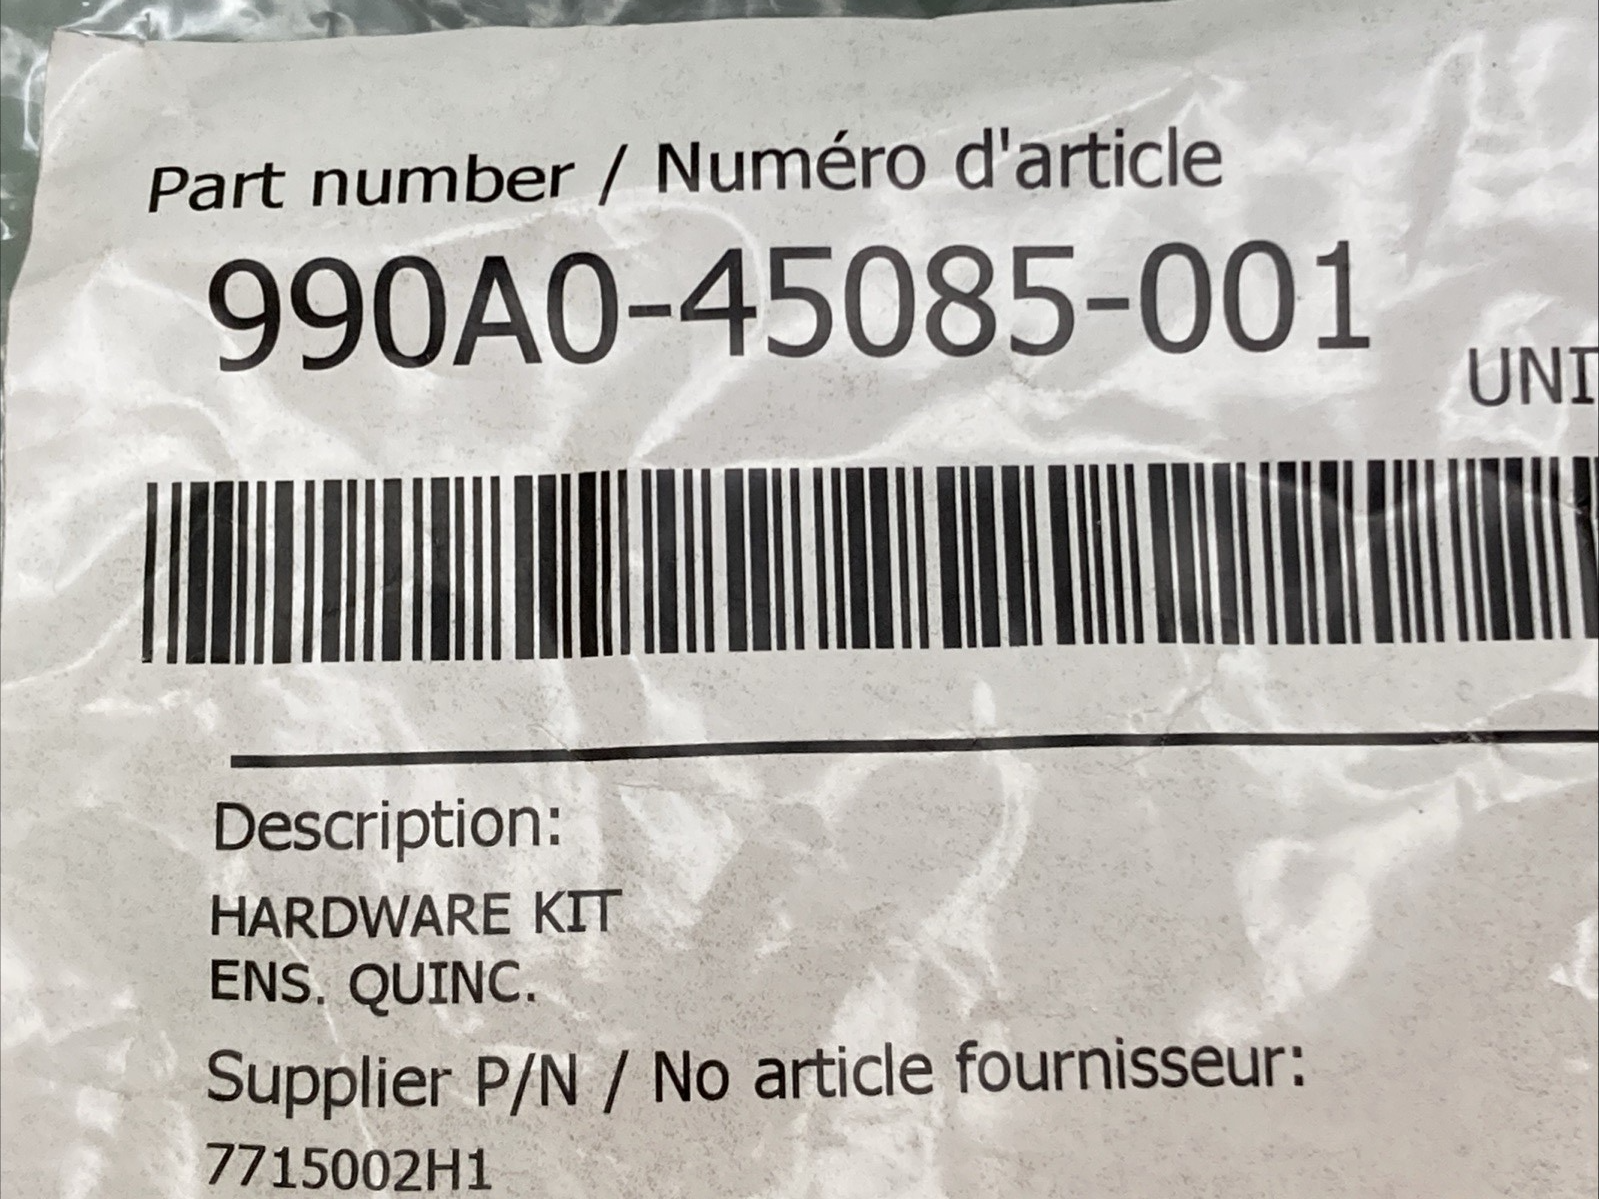 Part number / Numéro d'article
990A0-45085-001
UNI
Description:
HARDWARE KIT
ENS. QUINC.
Supplier P/N / No article fournisseur:
7715002H1